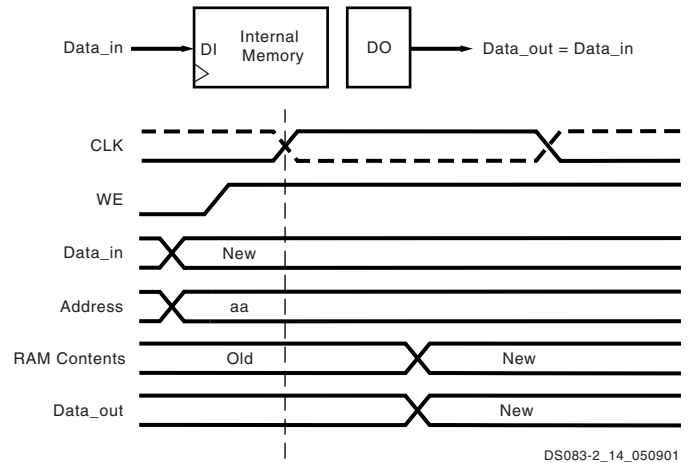 Data_in
DI
Internal
Memory
DO
Data_out = Data_in
CLK
WE
Data_in
New
Address
aa
RAM Contents
Old
New
Data_out
New
DS083-2_14_050901